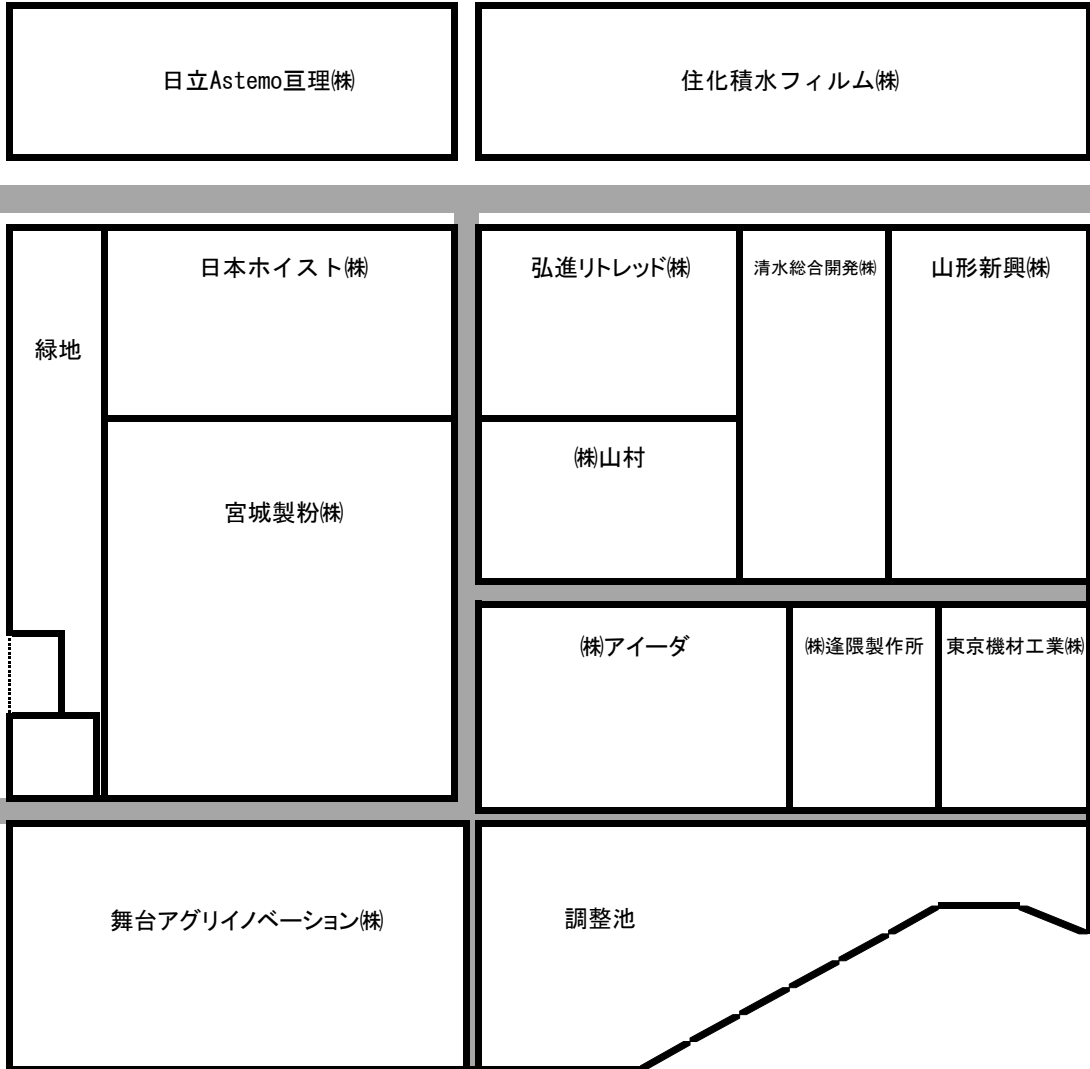 日立Astemo亘理㈱
住化積水フィルム㈱
日本ホイスト㈱
弘進リトレッド㈱
清水総合開発㈱
山形新興㈱
緑地
㈱山村
宮城製粉㈱
㈱アイーダ
㈱逢隈製作所
東京機材工業㈱
舞台アグリイノベーション㈱
調整池